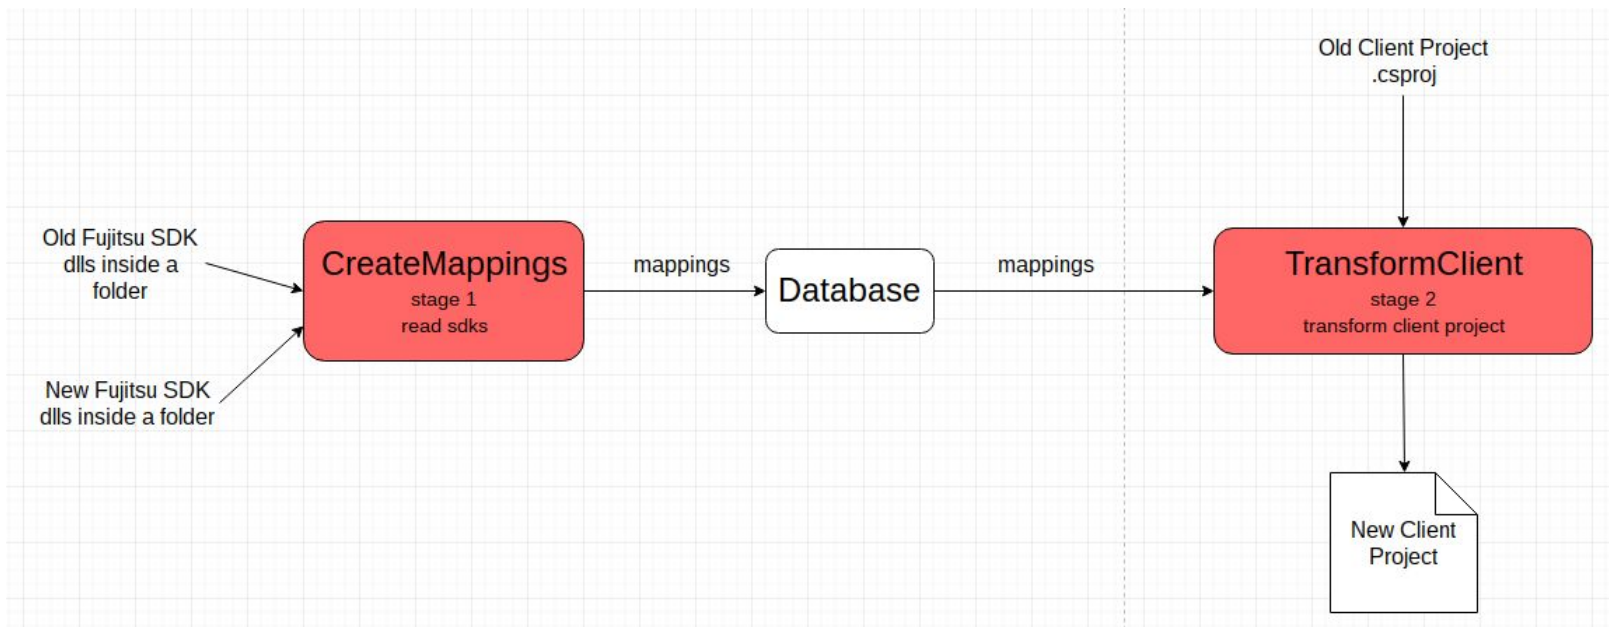 Old Client Project
.csproj
Old Fujitsu SDK
dlls inside a
folder
CreateMappings
stage 1
read sdks
mappings
Database
mappings
TransformClient
stage 2
transform client project
New Fujitsu SDK
dlls inside a folder
New Client
Project